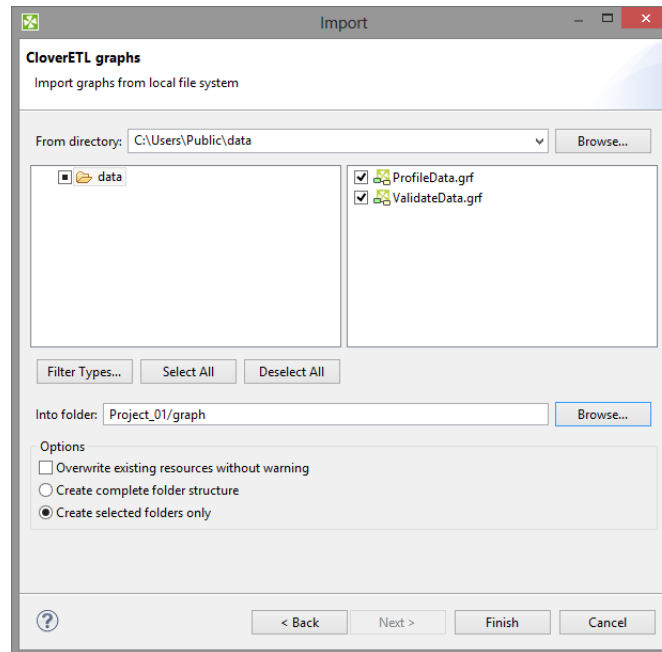 Import
CloverETL graphs
Import graphs from local file system
From directory: C:\Users\Public\data Browse...
data
ProfileData.grf
ValidateData.grf
Filter Types... Select All Deselect All
Into folder: Project_01/graph Browse...
Options
Overwrite existing resources without warning
Create complete folder structure
Create selected folders only
< Back Next > Finish Cancel